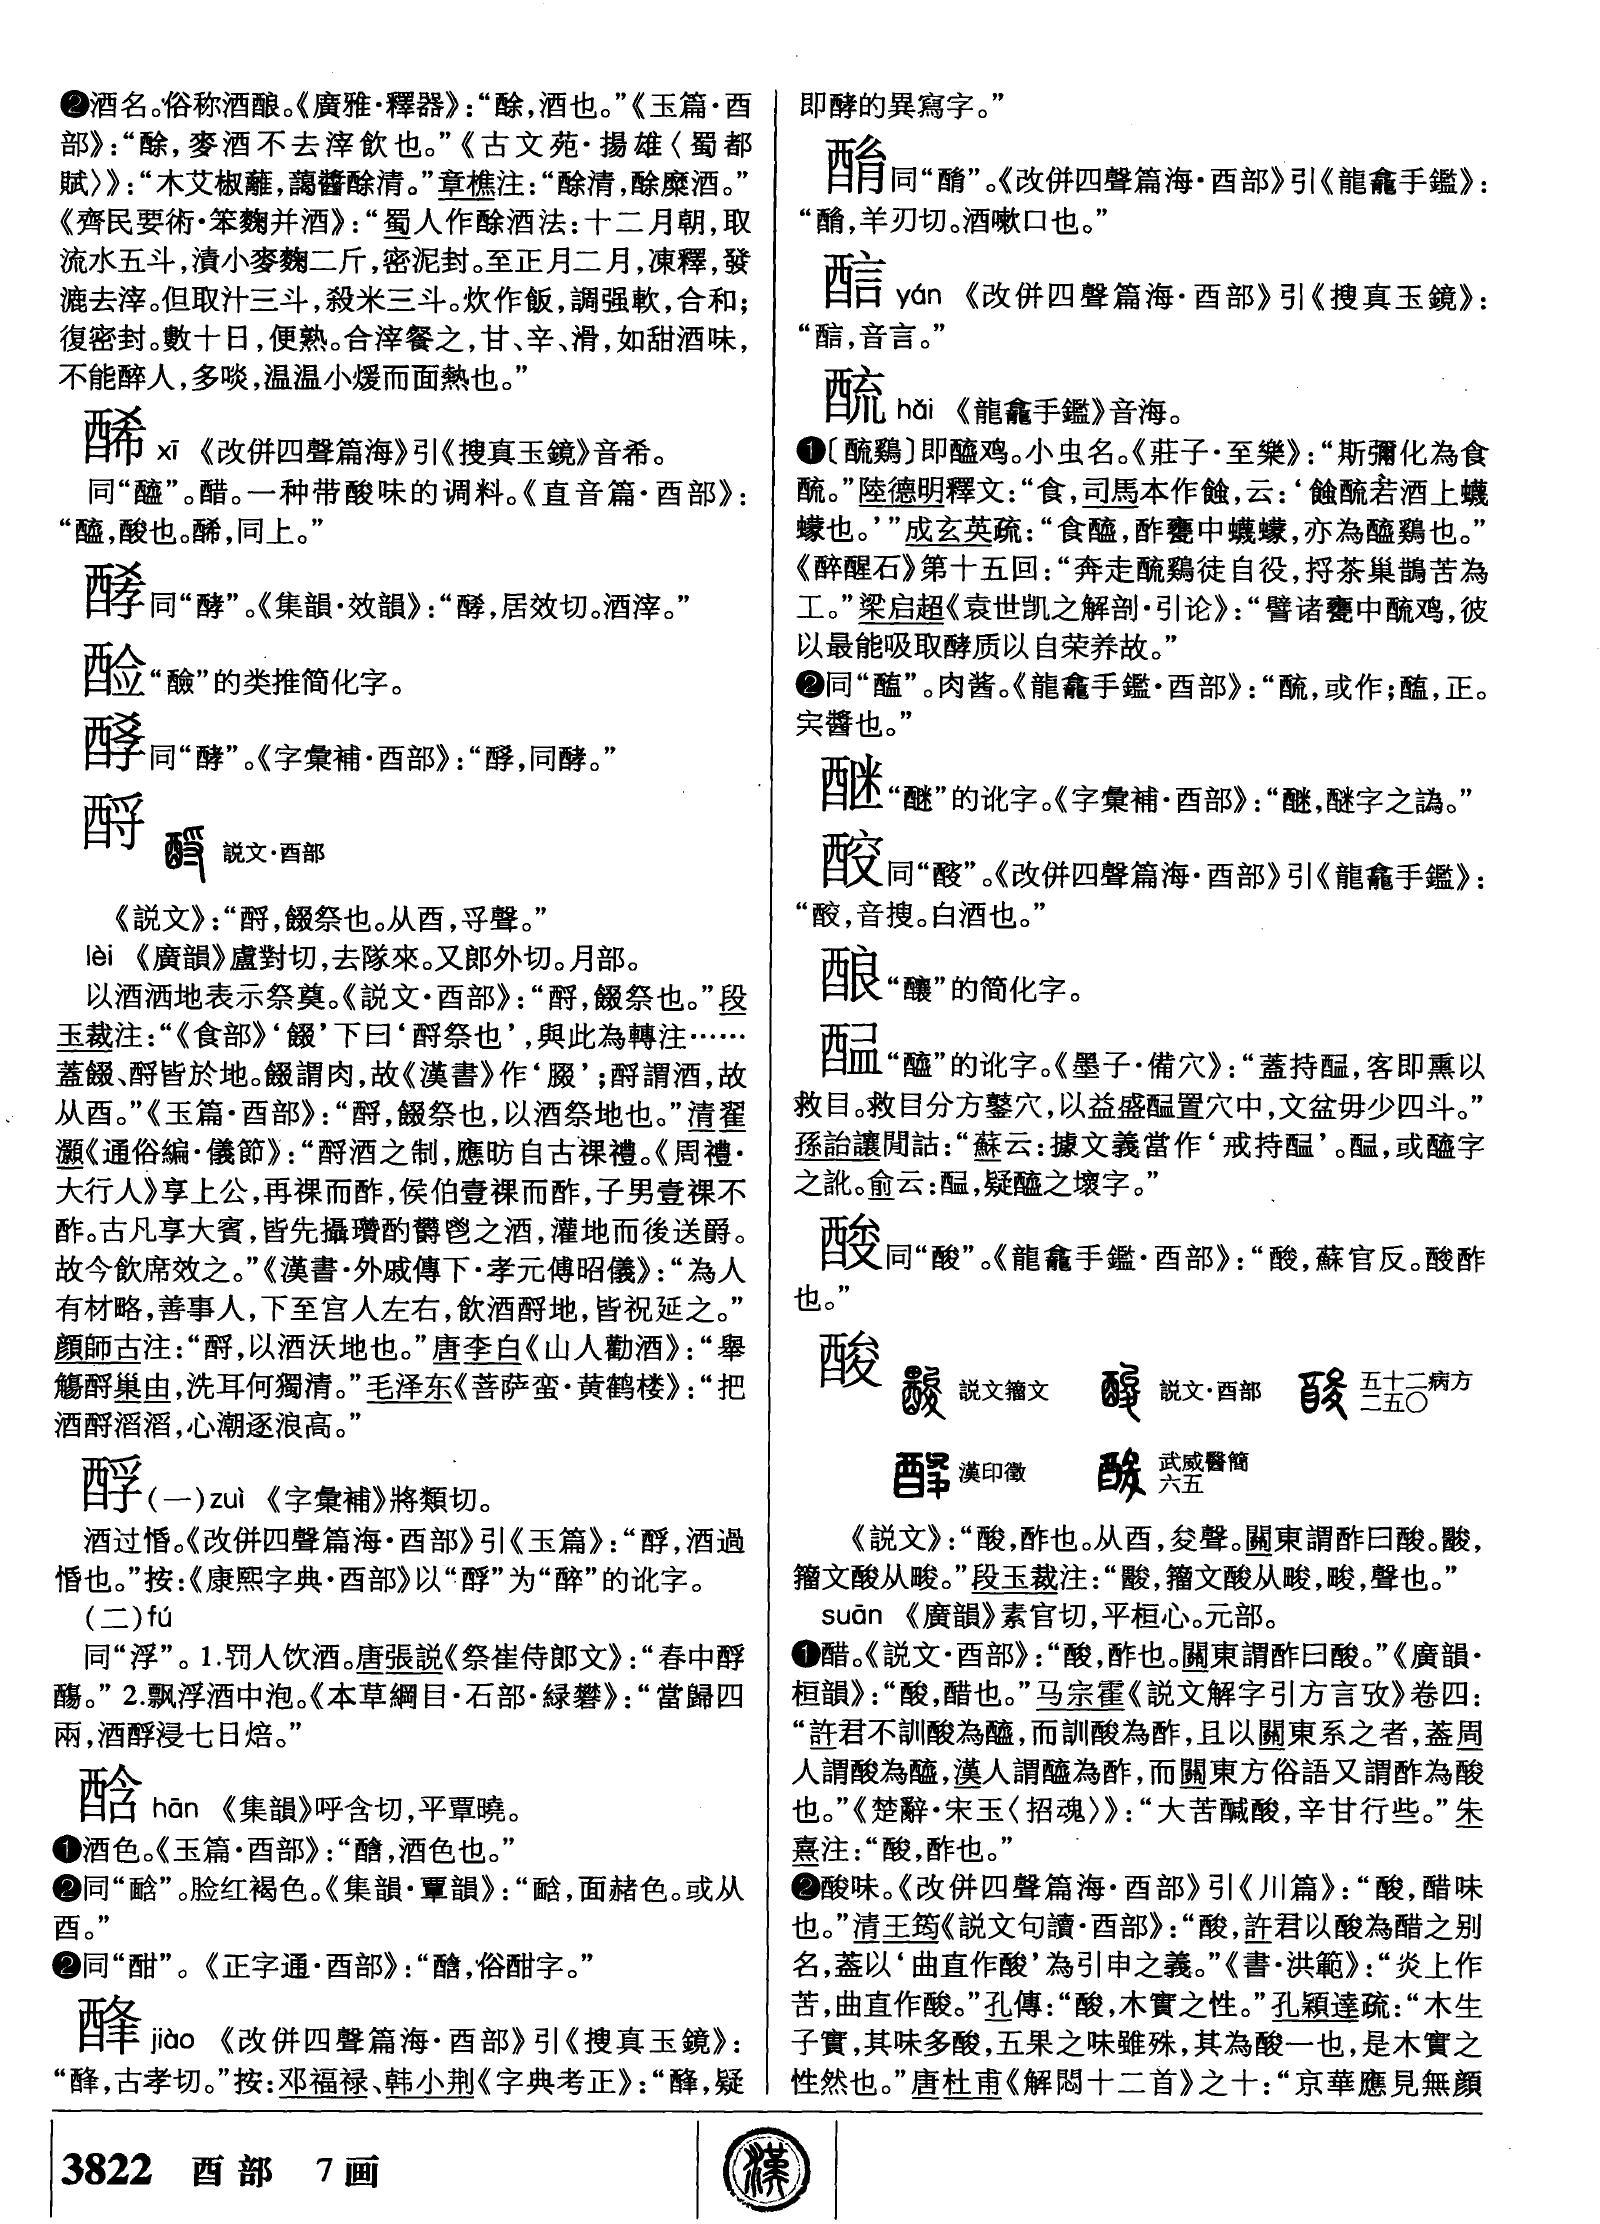 ❷酒名。俗称酒酿。《廣雅·釋器》：“酴，酒也。”《玉篇·酉
部》：“酴，麥酒不去滓飲也。”《古文苑·揚雄〈蜀都
賦〉》：“木艾椒蘺，藹醬酴清。”章樵注：“酴清，酴糜酒。”
《齊民要術·笨麴并酒》：“蜀人作酴酒法：十二月朝，取
流水五斗，漬小麥麴二斤，密泥封。至正月二月，凍釋，發
漉去滓。但取汁三斗，殺米三斗。炊作飯，調强軟，合和；
復密封。數十日，便熟。合滓餐之，甘、辛、滑，如甜酒味，
不能醉人，多啖，温温小煖而面熱也。”
酼 xī 《改併四聲篇海》引《搜真玉鏡》音希。
同“醯”。醋。一种带酸味的调料。《直音篇·酉部》：
“醯，酸也。，同上。”
同“酵”。《集韻·效韻》：“，居效切。酒滓。”
“醶”的类推简化字。
同“酵”。《字彙補·酉部》：“，同酵。”
酹 説文·酉部
《説文》：“酹，餟祭也。从酉，寽聲。”
lèi 《廣韻》盧對切，去隊來。又郎外切。月部。
以酒洒地表示祭奠。《説文·酉部》：“酹，餟祭也。”段
玉裁注：“《食部》‘餟’下曰‘酹祭也’，與此為轉注……
蓋餟、酹皆於地。餟謂肉，故《漢書》作‘腏’；酹謂酒，故
从酉。”《玉篇·酉部》：“酹，餟祭也，以酒祭地也。”清翟
灝《通俗編·儀節》：“酹酒之制，應昉自古祼禮。《周禮·
大行人》享上公，再祼而酢，侯伯壹祼而酢，子男壹祼不
酢。古凡享大賓，皆先攝瓚酌鬱鬯之酒，灌地而後送爵。
故今飲席效之。”《漢書·外戚傳下·孝元傅昭儀》：“為人
有材略，善事人，下至宫人左右，飲酒酹地，皆祝延之。”
顔師古注：“酹，以酒沃地也。”唐李白《山人勸酒》：“舉
觴酹巢由，洗耳何獨清。”毛泽东《菩萨蛮·黄鹤楼》：“把
酒酹滔滔，心潮逐浪高。”
酻(一)zuì 《字彙補》將類切。
酒过惛。《改併四聲篇海·酉部》引《玉篇》：“酻，酒過
惛也。”按：《康熙字典·酉部》以“酻”为“醉”的讹字。
(二)fú
同“浮”。1.罚人饮酒。唐張説《祭崔侍郎文》：“春中酻
觴。”2.飘浮酒中泡。《本草綱目·石部·緑礬》：“當歸四
兩，酒酻浸七日焙。”
hān 《集韻》呼含切，平覃曉。
❶酒色。《玉篇·酉部》：“，酒色也。”
❷同“”。脸红褐色。《集韻·覃韻》：“，面赭色。或从
酉。”
❷同“酣”。《正字通·酉部》：“，俗酣字。”
jiào 《改併四聲篇海·酉部》引《搜真玉鏡》：
“，古孝切。”按：邓福禄、韩小荆《字典考正》：“，疑
即酵的異寫字。”
同“酳”。《改併四聲篇海·酉部》引《龍龕手鑑》：
“，羊刃切。酒嗽口也。”
yán 《改併四聲篇海·酉部》引《搜真玉鏡》：
“，音言。”
酼 hǎi 《龍龕手鑑》音海。
❶〔鷄〕即醯鸡。小虫名。《莊子·至樂》：“斯彌化為食
。”陸德明釋文：“食，司馬本作蝕，云：‘蝕若酒上蠛
蠓也。’”成玄英疏：“食醯，酢甕中蠛蠓，亦為醯鷄也。”
《醉醒石》第十五回：“奔走鷄徒自役，捋茶巢鵲苦為
工。”梁启超《袁世凯之解剖·引论》：“譬诸甕中鸡，彼
以最能吸取酵质以自荣养故。”
❷同“醢”。肉酱。《龍龕手鑑·酉部》：“，或作；醢，正。
宍醬也。”
“”的讹字。《字彙補·酉部》：“，字之譌。”
同“”。《改併四聲篇海·酉部》引《龍龕手鑑》：
“，音搜。白酒也。”
酿“釀”的简化字。
醖“醯”的讹字。《墨子·備穴》：“蓋持醖，客即熏以
救目。救目分方鑿穴，以益盛醖置穴中，文盆毋少四斗。”
孫詒讓閒詁：“蘇云：據文義當作‘戒持醖’。醖，或醯字
之訛。俞云：醖，疑醯之壞字。”
同“酸”。《龍龕手鑑·酉部》：“，蘇官反。酸酢
也。”
酸 説文籀文 説文·酉部 五十二病方二五〇
漢印徵 武威醫簡六五
《説文》：“酸，酢也。从酉，夋聲。關東謂酢曰酸。，
籀文酸从畯。”段玉裁注：“，籀文酸从畯，畯，聲也。”
suān 《廣韻》素官切，平桓心。元部。
❶醋。《説文·酉部》：“酸，酢也。關東謂酢曰酸。”《廣韻·
桓韻》：“酸，醋也。”马宗霍《説文解字引方言攷》卷四：
“許君不訓酸為醯，而訓酸為酢，且以關東系之者，蓋周
人謂酸為醯，漢人謂醯為酢，而關東方俗語又謂酢為酸
也。”《楚辭·宋玉〈招魂〉》：“大苦醎酸，辛甘行些。”朱
熹注：“酸，酢也。”
❷酸味。《改併四聲篇海·酉部》引《川篇》：“酸，醋味
也。”清王筠《説文句讀·酉部》：“酸，許君以酸為醋之别
名，蓋以‘曲直作酸’為引申之義。”《書·洪範》：“炎上作
苦，曲直作酸。”孔傳：“酸，木實之性。”孔穎達疏：“木生
子實，其味多酸，五果之味雖殊，其為酸一也，是木實之
性然也。”唐杜甫《解悶十二首》之十：“京華應見無顔
3822 酉部 7画
漢